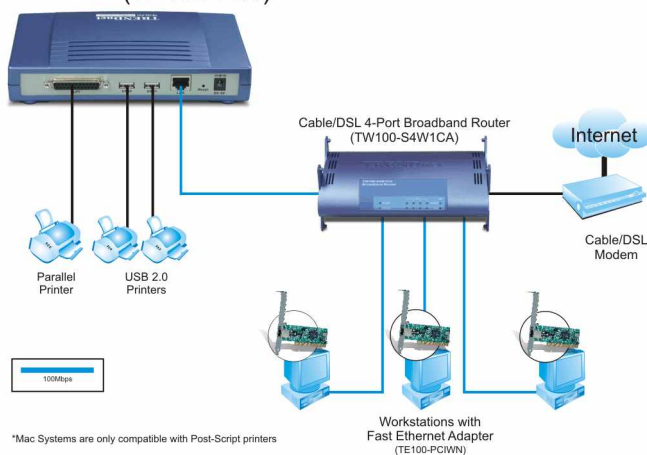 TRENDnet
Cable/DSL 4-Port Broadband Router
(TW100-S4W1CA)
Internet
Cable/DSL
Modem
Parallel
Printer
USB 2.0
Printers
100Mbps
Workstations with
Fast Ethernet Adapter
(TE100-PCIWN)
*Mac Systems are only compatible with Post-Script printers